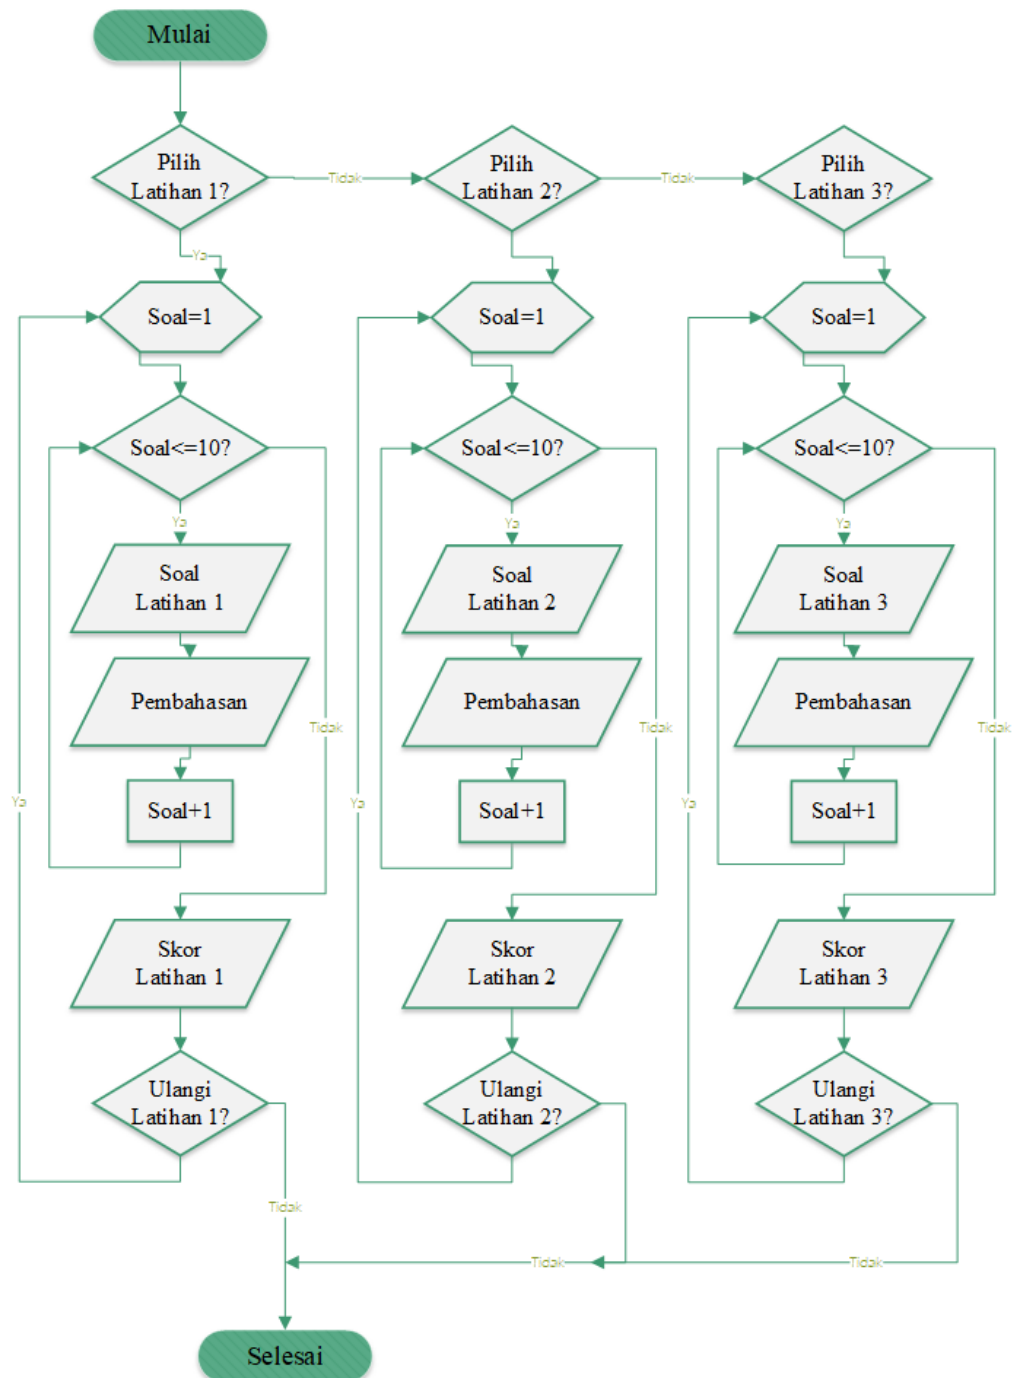 Mulai
Pilih
Latihan 1?
Tidak
Pilih
Latihan 2?
Tidak
Pilih
Latihan 3?
Ya
Soal=1
Soal=1
Soal=1
Soal<=10?
Soal<=10?
Soal<=10?
Ya
Ya
Ya
Soal
Latihan 1
Soal
Latihan 2
Soal
Latihan 3
Pembahasan
Pembahasan
Pembahasan
Tidak
Tidak
Tidak
Ya
Soal+1
Ya
Soal+1
Ya
Soal+1
Skor
Latihan 1
Skor
Latihan 2
Skor
Latihan 3
Ulangi
Latihan 1?
Ulangi
Latihan 2?
Ulangi
Latihan 3?
Tidak
Tidak
Tidak
Selesai